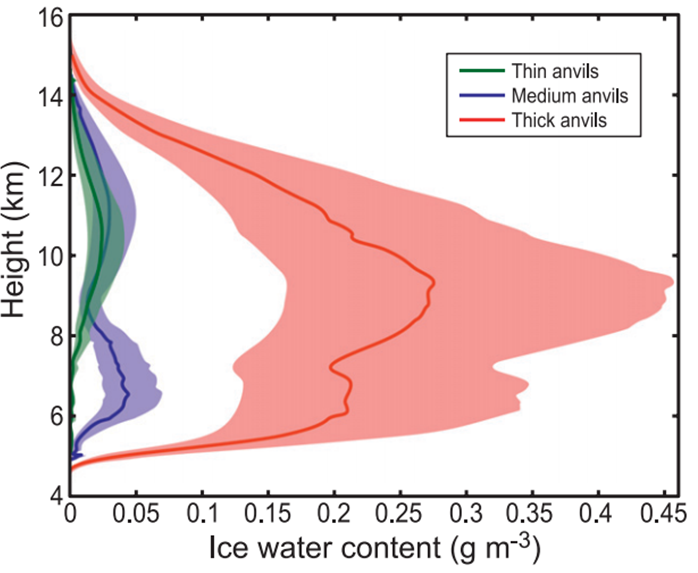 16
14
12
10
8
6
4
Height (km)
Thin anvils
Medium anvils
Thick anvils
0 0.05 0.1 0.15 0.2 0.25 0.3 0.35 0.4 0.45
Ice water content (g m⁻³)